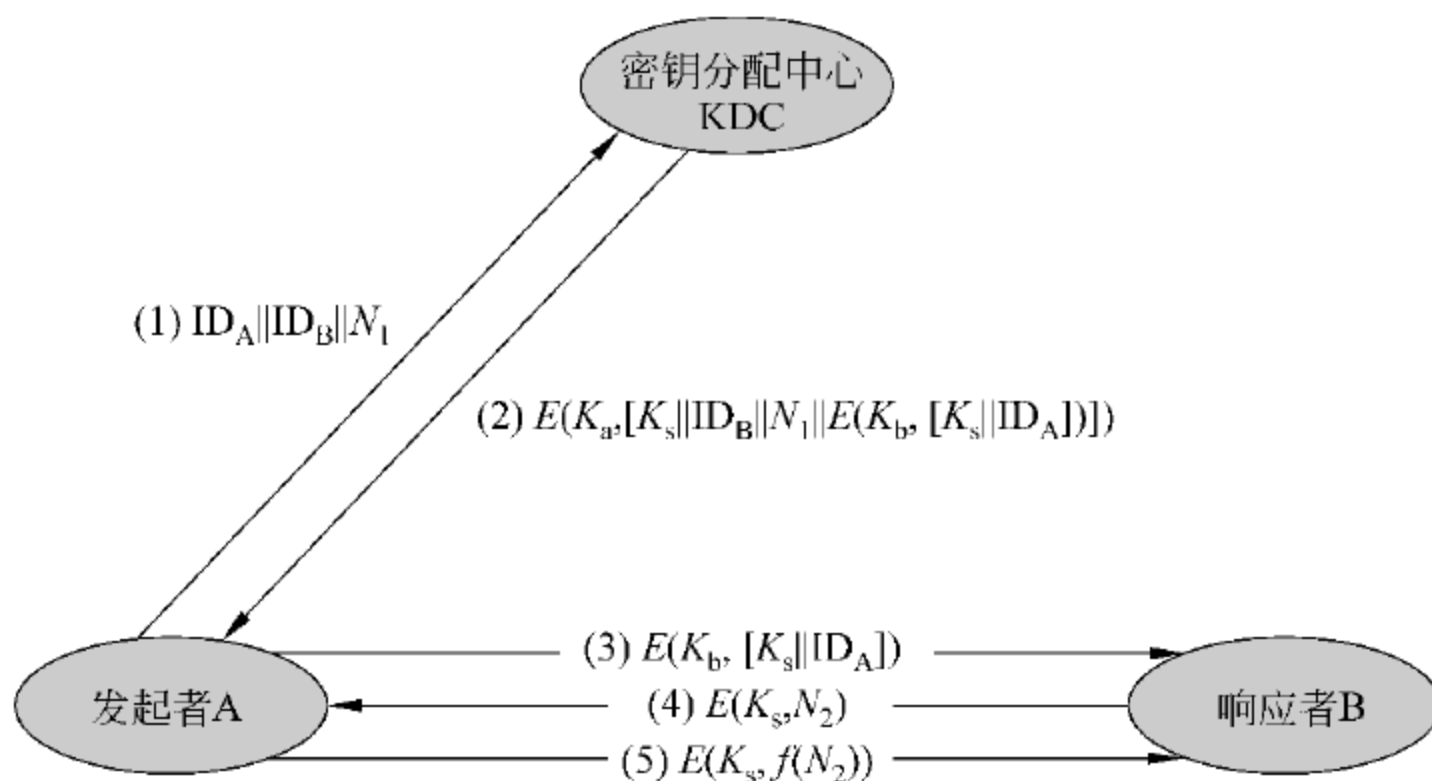 密钥分配中心
KDC
(1) ID_A||ID_B||N_1
(2) E(K_a,[K_s||ID_B||N_1||E(K_b, [K_s||ID_A])])
(3) E(K_b, [K_s||ID_A])
发起者A
(4) E(K_s,N_2)
响应者B
(5) E(K_s, f(N_2))